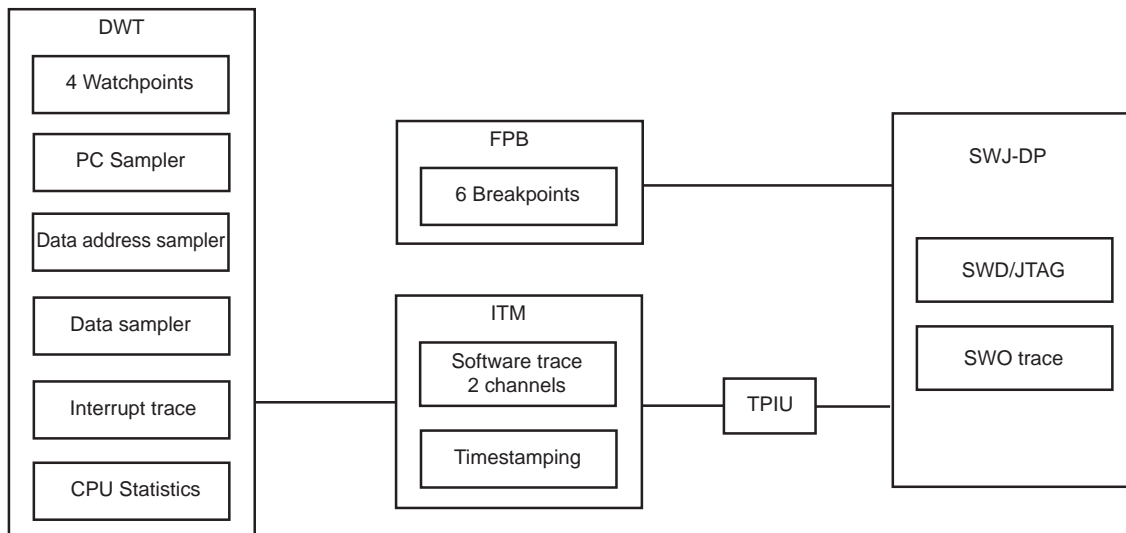 DWT
4 Watchpoints
PC Sampler
Data address sampler
Data sampler
Interrupt trace
CPU Statistics
FPB
6 Breakpoints
ITM
Software trace
2 channels
Timestamping
TPIU
SWJ-DP
SWD/JTAG
SWO trace